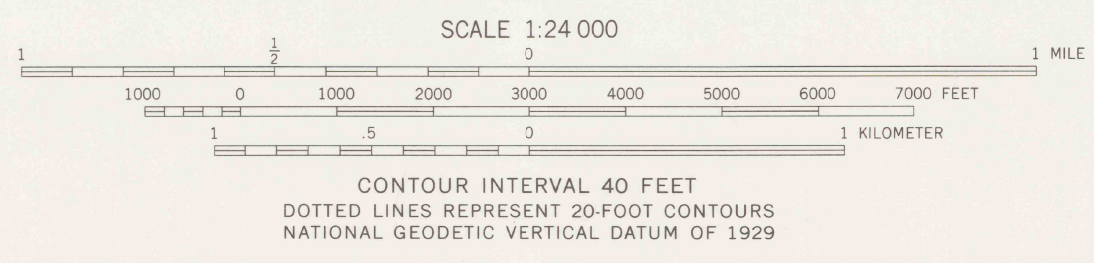 SCALE 1:24 000
1 1/2 0 1 MILE
1000 0 1000 2000 3000 4000 5000 6000 7000 FEET
1 .5 0 1 KILOMETER
CONTOUR INTERVAL 40 FEET
DOTTED LINES REPRESENT 20-FOOT CONTOURS
NATIONAL GEODETIC VERTICAL DATUM OF 1929